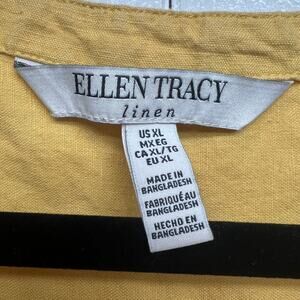 ELLEN TRACY
linen
US XL
MX EG
CA XL/TG
EU XL
MADE IN
BANGLADESH
FABRIQUÉ AU
BANGLADESH
HECHO EN
BANGLADESH